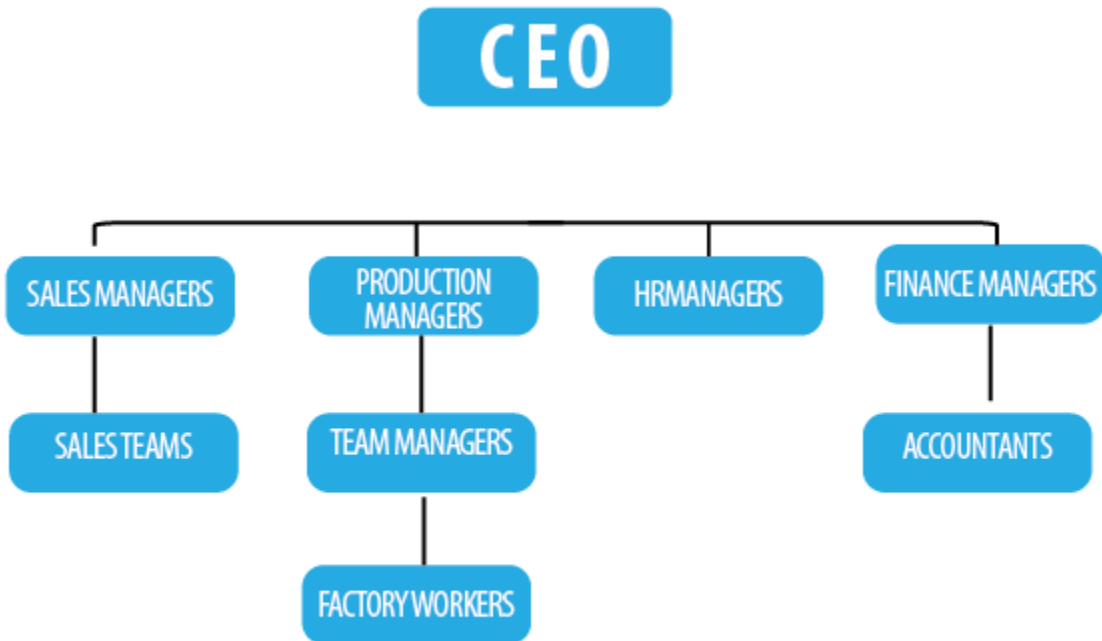 CEO
SALES MANAGERS
PRODUCTION
MANAGERS
HRMANAGERS
FINANCE MANAGERS
SALES TEAMS
TEAM MANAGERS
ACCOUNTANTS
FACTORY WORKERS